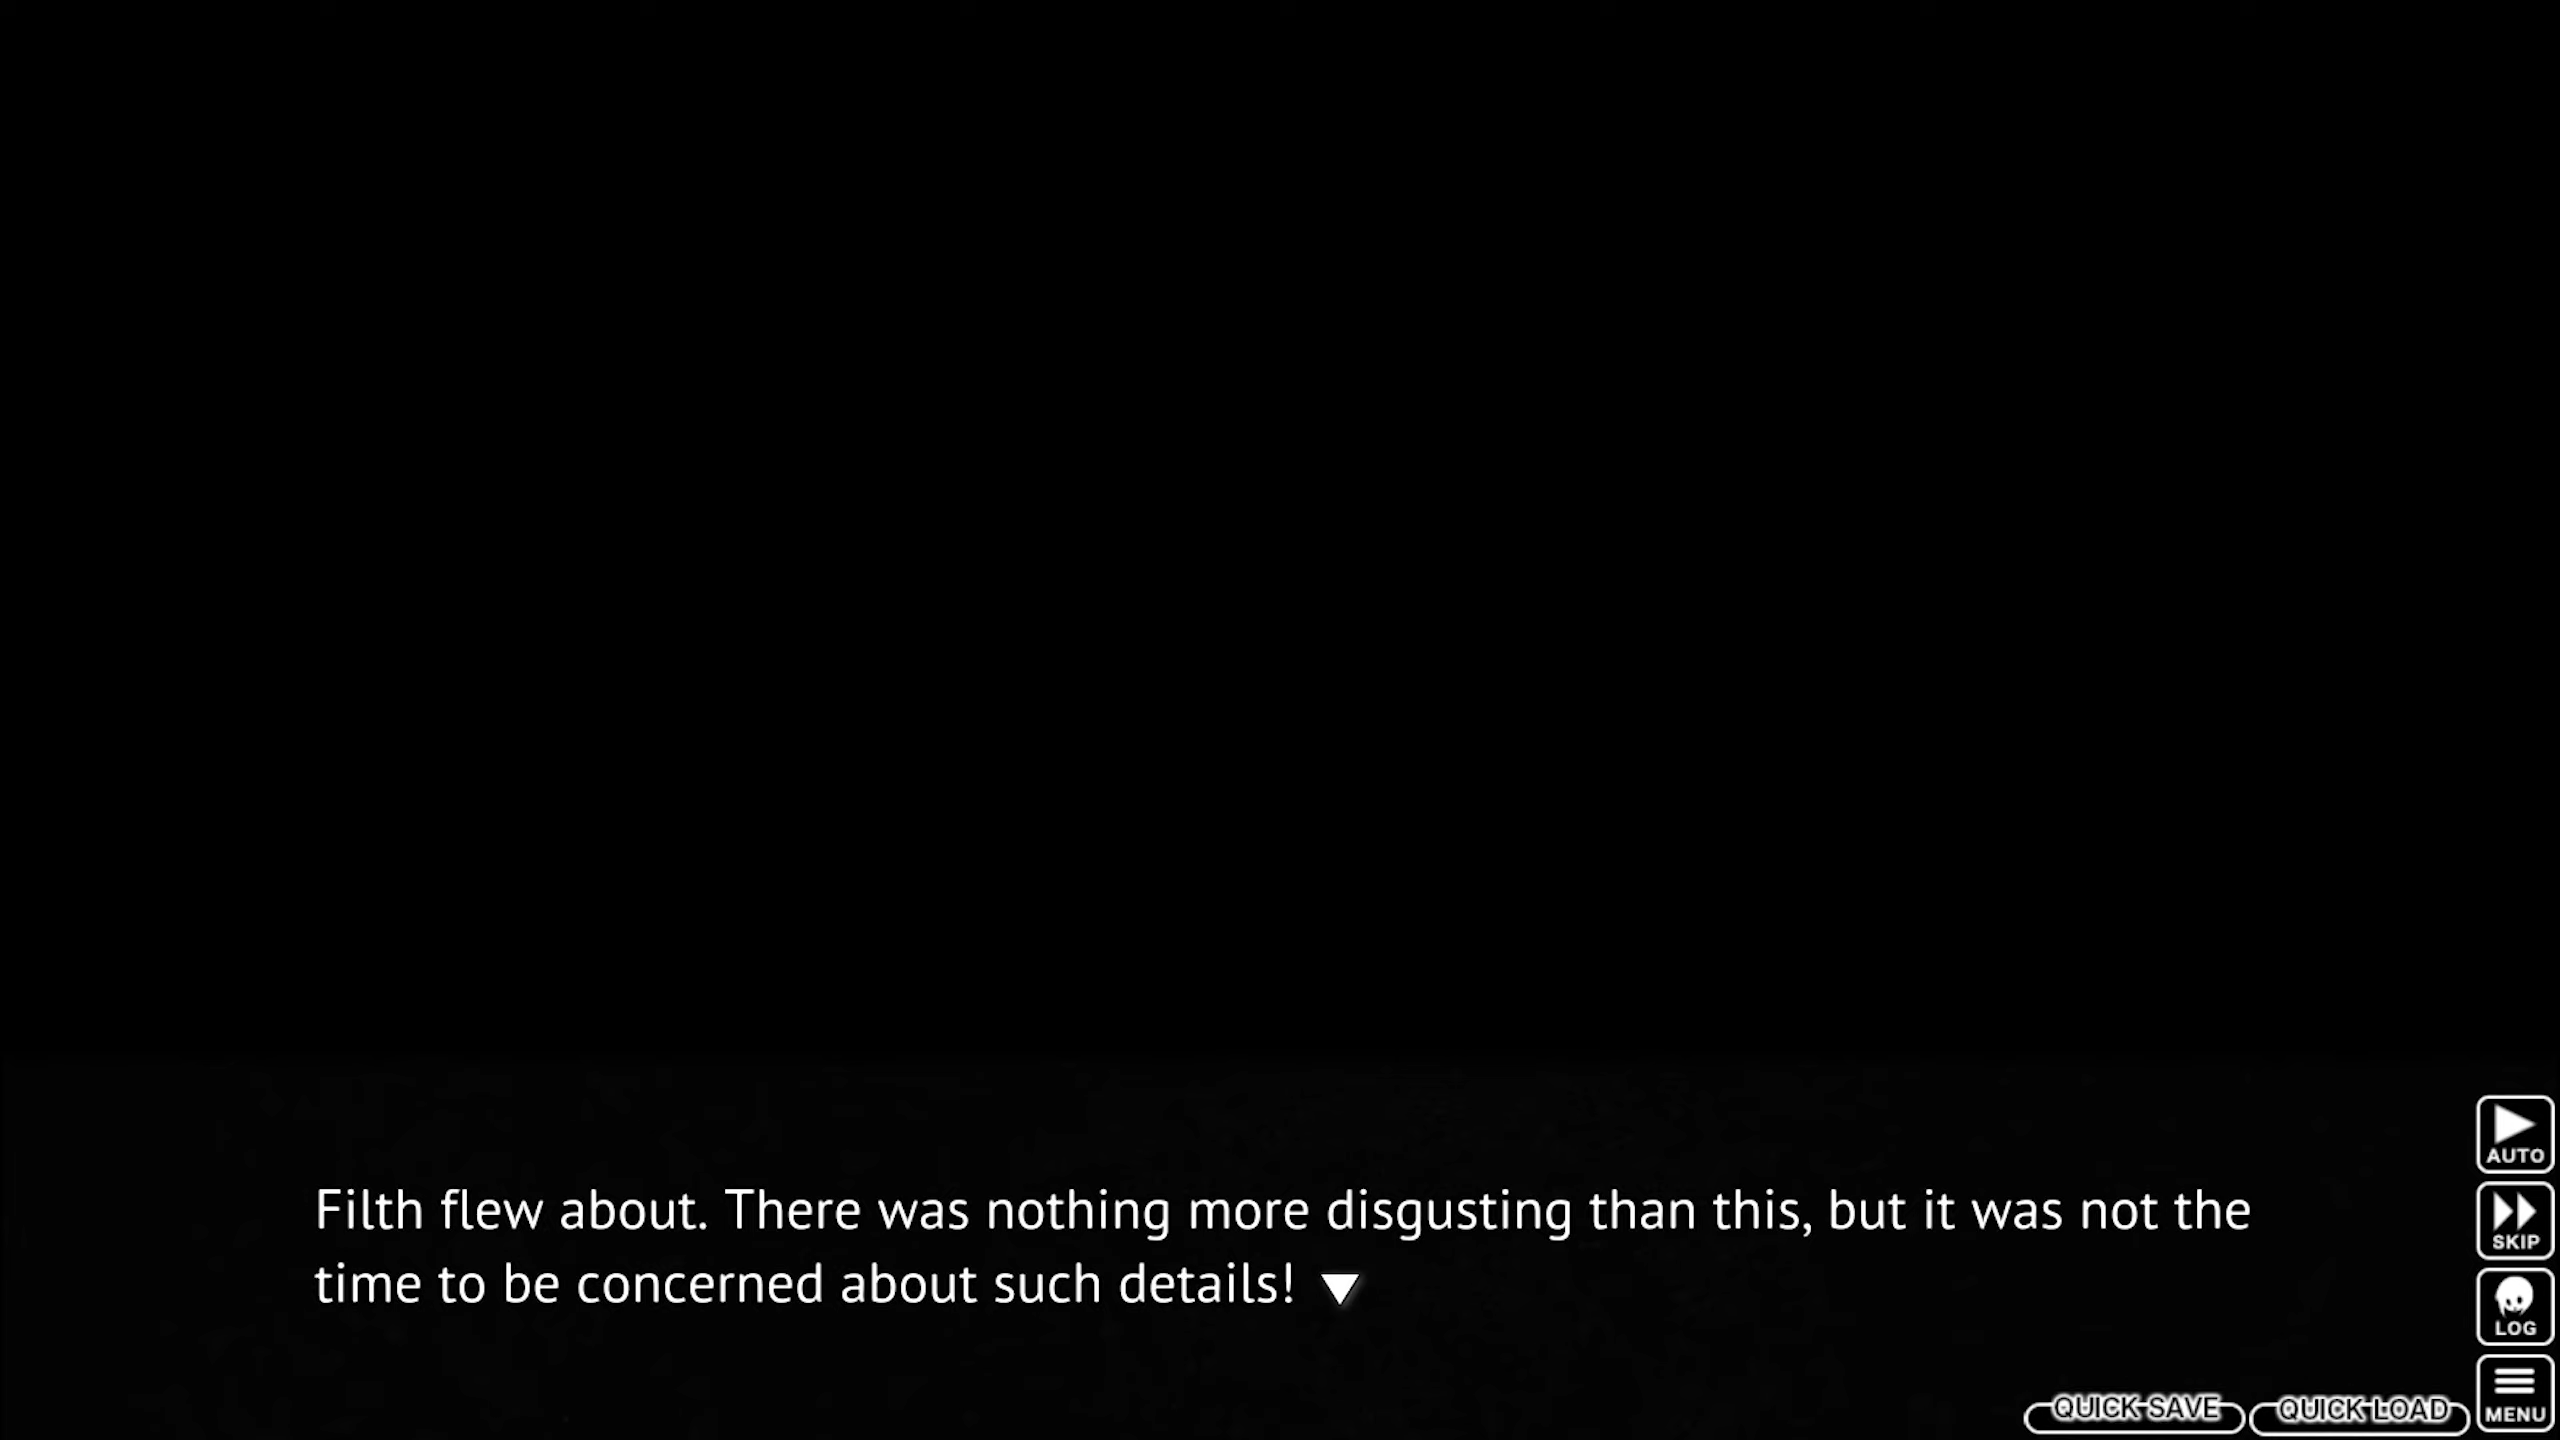 Filth flew about. There was nothing more disgusting than this, but it was not the
time to be concerned about such details!
AUTO
SKIP
LOG
MENU
QUICK SAVE
QUICK LOAD